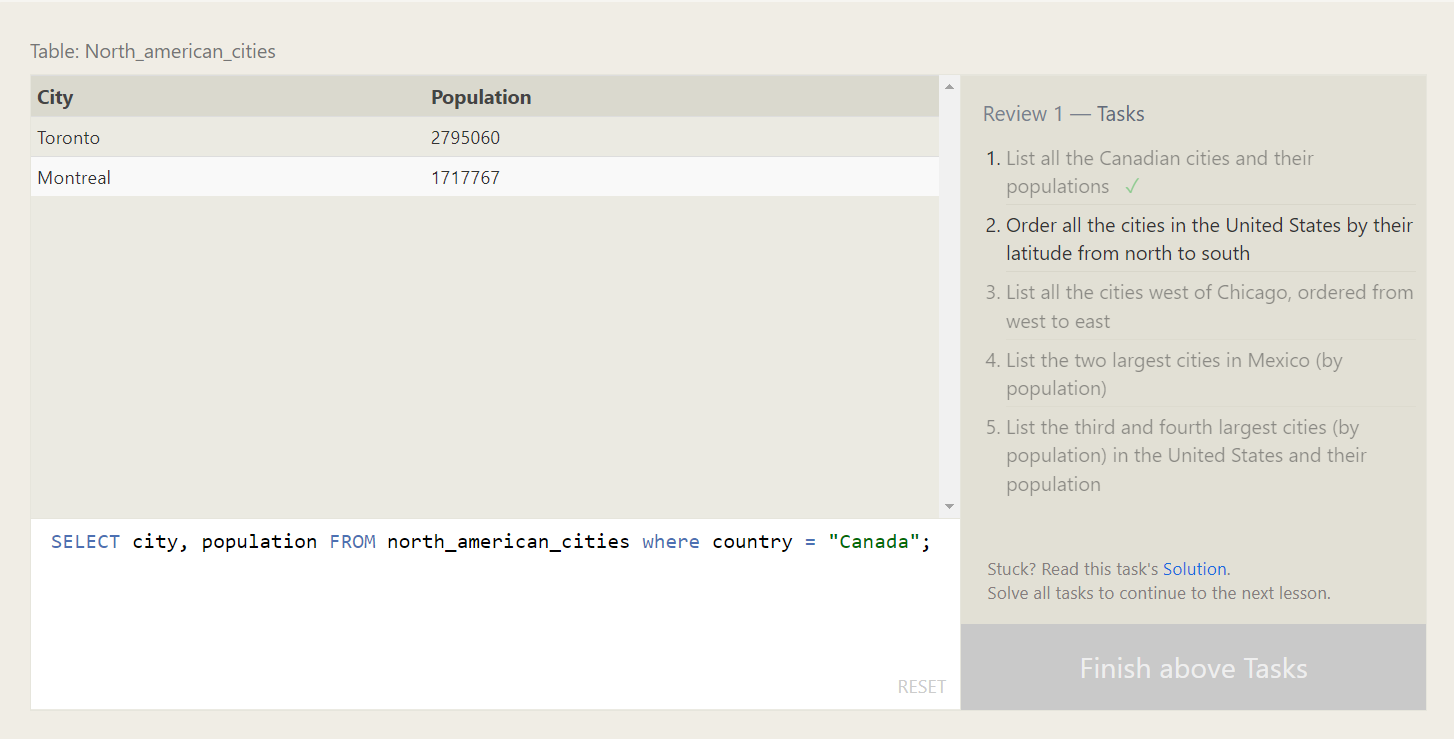 Table: North_american_cities
City Population
Toronto 2795060
Montreal 1717767
SELECT city, population FROM north_american_cities where country = "Canada";
RESET
Review 1 — Tasks
1. List all the Canadian cities and their
populations ✓
2. Order all the cities in the United States by their
latitude from north to south
3. List all the cities west of Chicago, ordered from
west to east
4. List the two largest cities in Mexico (by
population)
5. List the third and fourth largest cities (by
population) in the United States and their
population
Stuck? Read this task's Solution.
Solve all tasks to continue to the next lesson.
Finish above Tasks